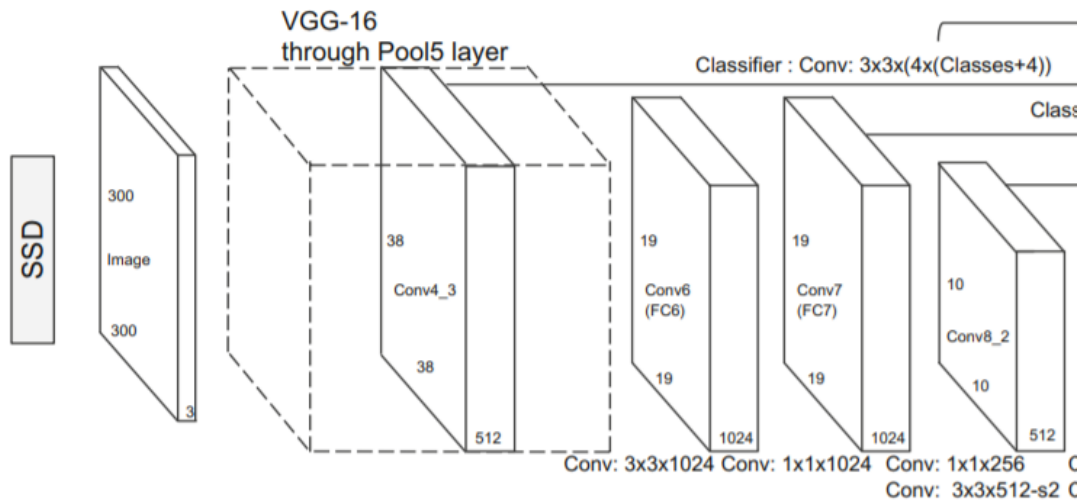 VGG-16
through Pool5 layer
Classifier : Conv: 3x3x(4x(Classes+4))
Class
SSD
300
Image
300
3
38
Conv4_3
38
512
19
Conv6
(FC6)
19
1024
19
Conv7
(FC7)
19
1024
10
Conv8_2
10
512
Conv: 3x3x1024 Conv: 1x1x1024 Conv: 1x1x256 C
Conv: 3x3x512-s2 C